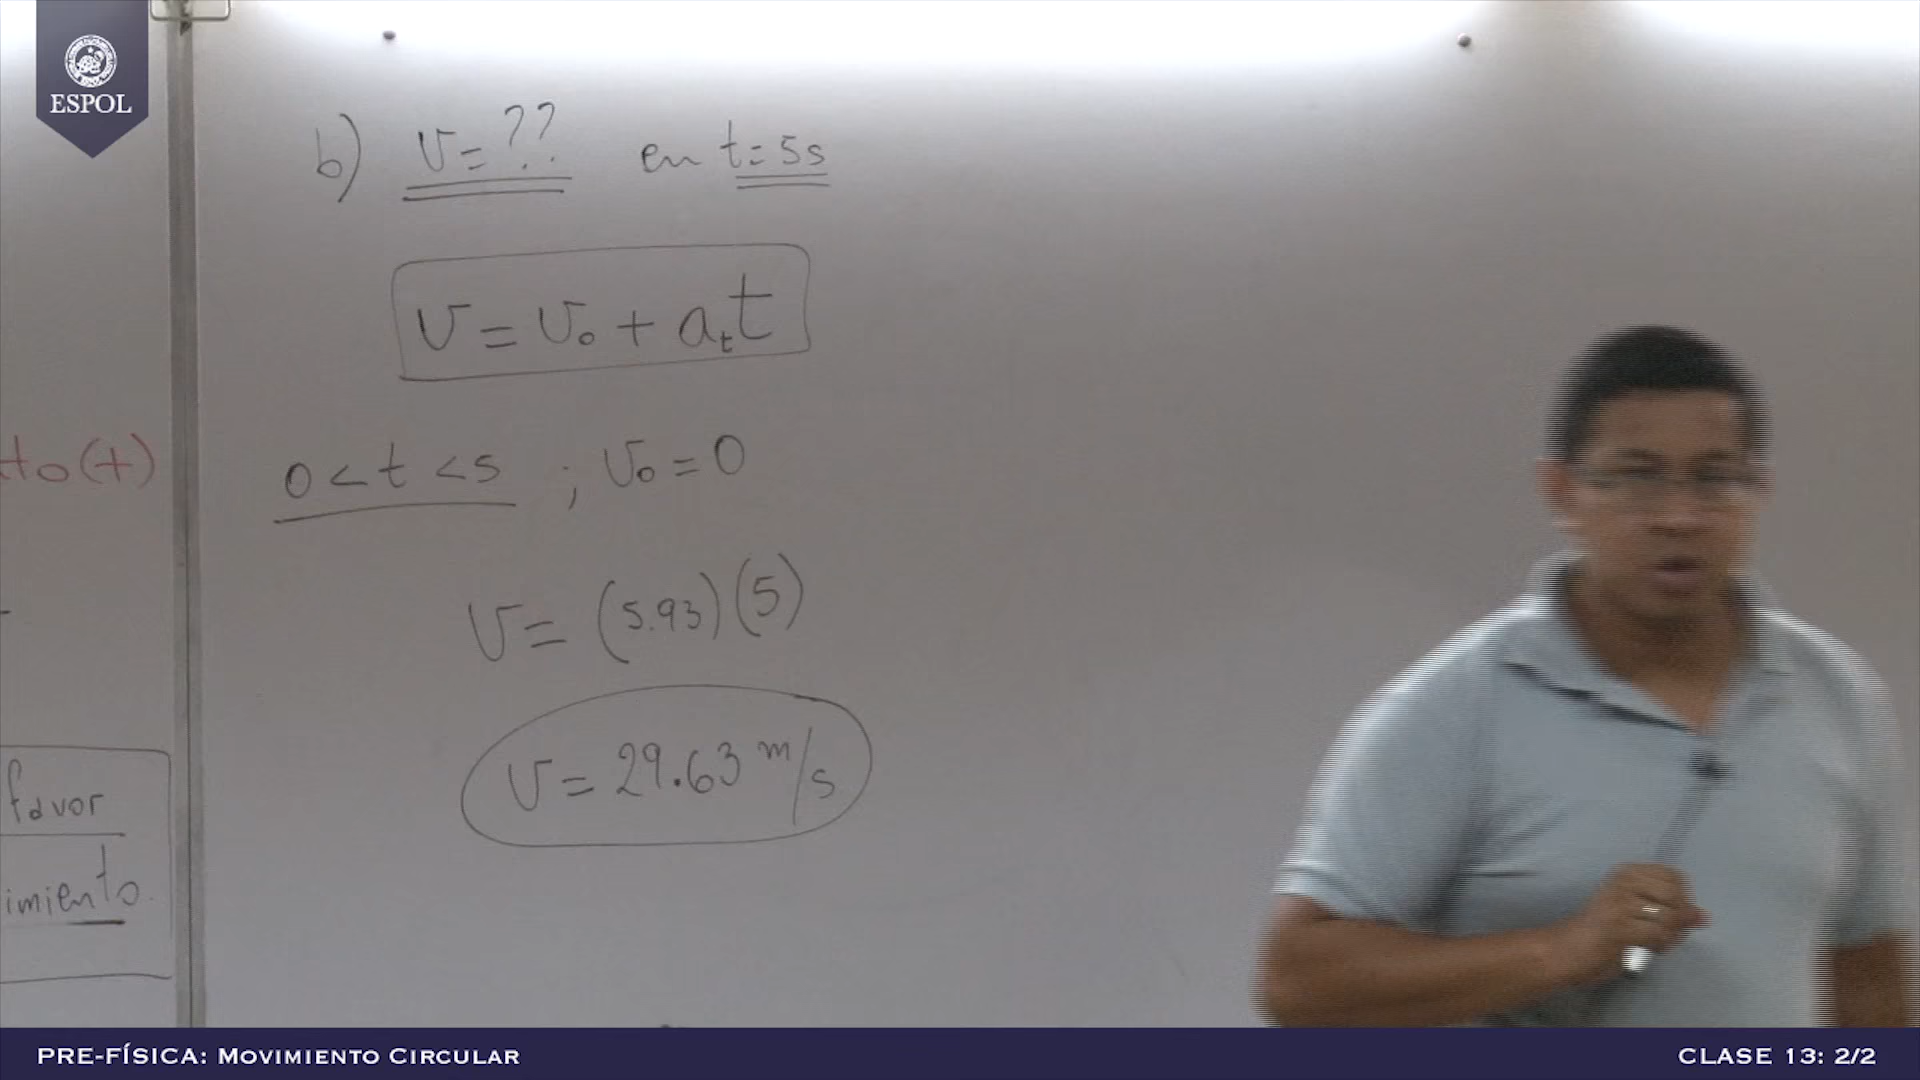 ESPOL
b) v = ?? en t = 5s
v = v₀ + aₜt
0 < t < 5 ; v₀ = 0
v = (5.93)(5)
v = 29.63 m/s
to(t)
favor
imiento.
PRE-FÍSICA: MOVIMIENTO CIRCULAR
CLASE 13: 2/2